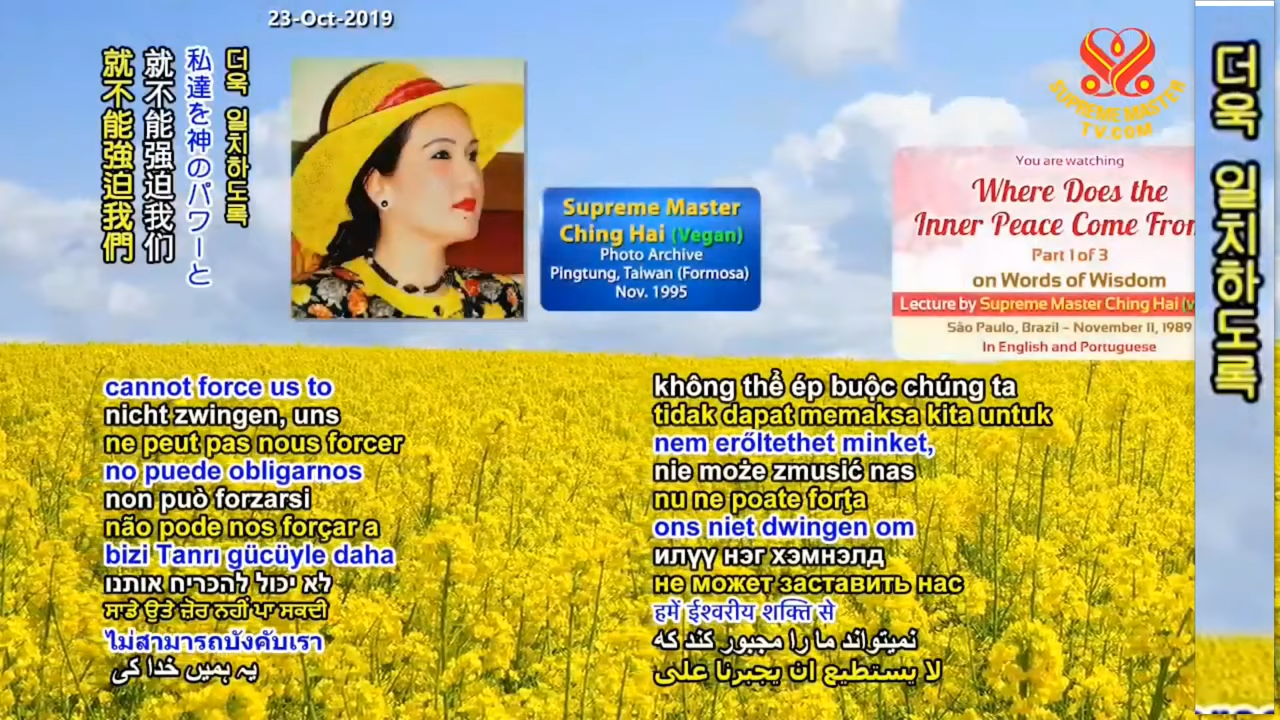 23-Oct-2019
더욱 일치하도록
私達を神のパワーと
就不能强迫我们
就不能強迫我們
Supreme Master
Ching Hai (Vegan)
Photo Archive
Pingtung, Taiwan (Formosa)
Nov. 1995
SUPREME MASTER
TV.COM
You are watching
Where Does the
Inner Peace Come From
Part 1 of 3
on Words of Wisdom
Lecture by Supreme Master Ching Hai
São Paulo, Brazil – November 11, 1989
In English and Portuguese
더욱 일치하도록
cannot force us to
nicht zwingen, uns
ne peut pas nous forcer
no puede obligarnos
non può forzarsi
não pode nos forçar a
bizi Tanrı gücüyle daha
לא יכול להכריח אותנו
ਸਾਡੇ ਉਤੇ ਜ਼ੋਰ ਨਹੀਂ ਪਾ ਸਕਦੀ
ไม่สามารถบังคับเรา
یہ ہمیں خدا کی
không thể ép buộc chúng ta
tidak dapat memaksa kita untuk
nem erőltethet minket,
nie może zmusić nas
nu ne poate forţa
ons niet dwingen om
илүү нэг хэмнэлд
не может заставить нас
हमें ईश्वरीय शक्ति से
نمیتواند ما را مجبور کند که
لا يستطيع ان يجبرنا على